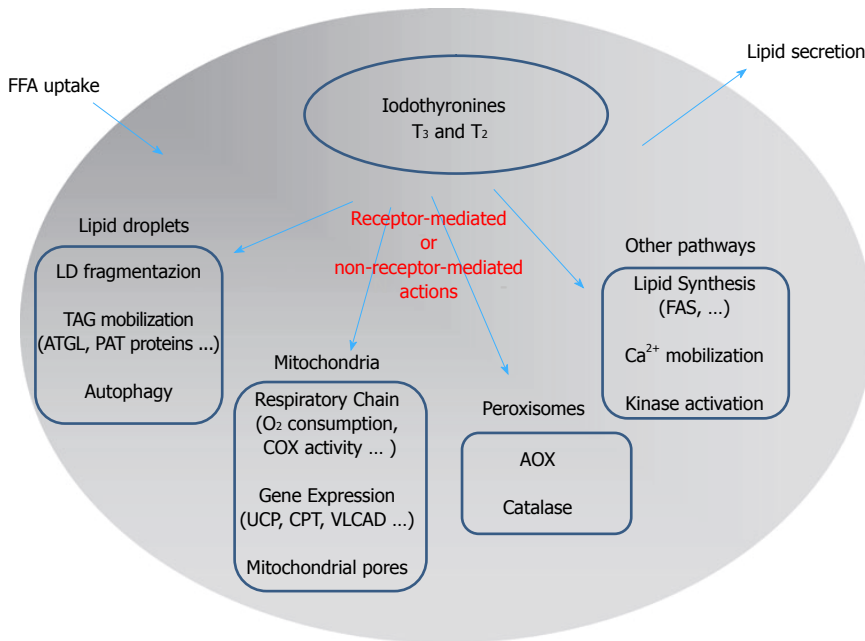 FFA uptake
Lipid secretion
Iodothyronines
T₃ and T₂
Receptor-mediated
or
non-receptor-mediated
actions
Lipid droplets
LD fragmentazion
TAG mobilization
(ATGL, PAT proteins ...)
Autophagy
Mitochondria
Respiratory Chain
(O₂ consumption,
COX activity ... )
Gene Expression
(UCP, CPT, VLCAD ...)
Mitochondrial pores
Peroxisomes
AOX
Catalase
Other pathways
Lipid Synthesis
(FAS, ...)
Ca²⁺ mobilization
Kinase activation